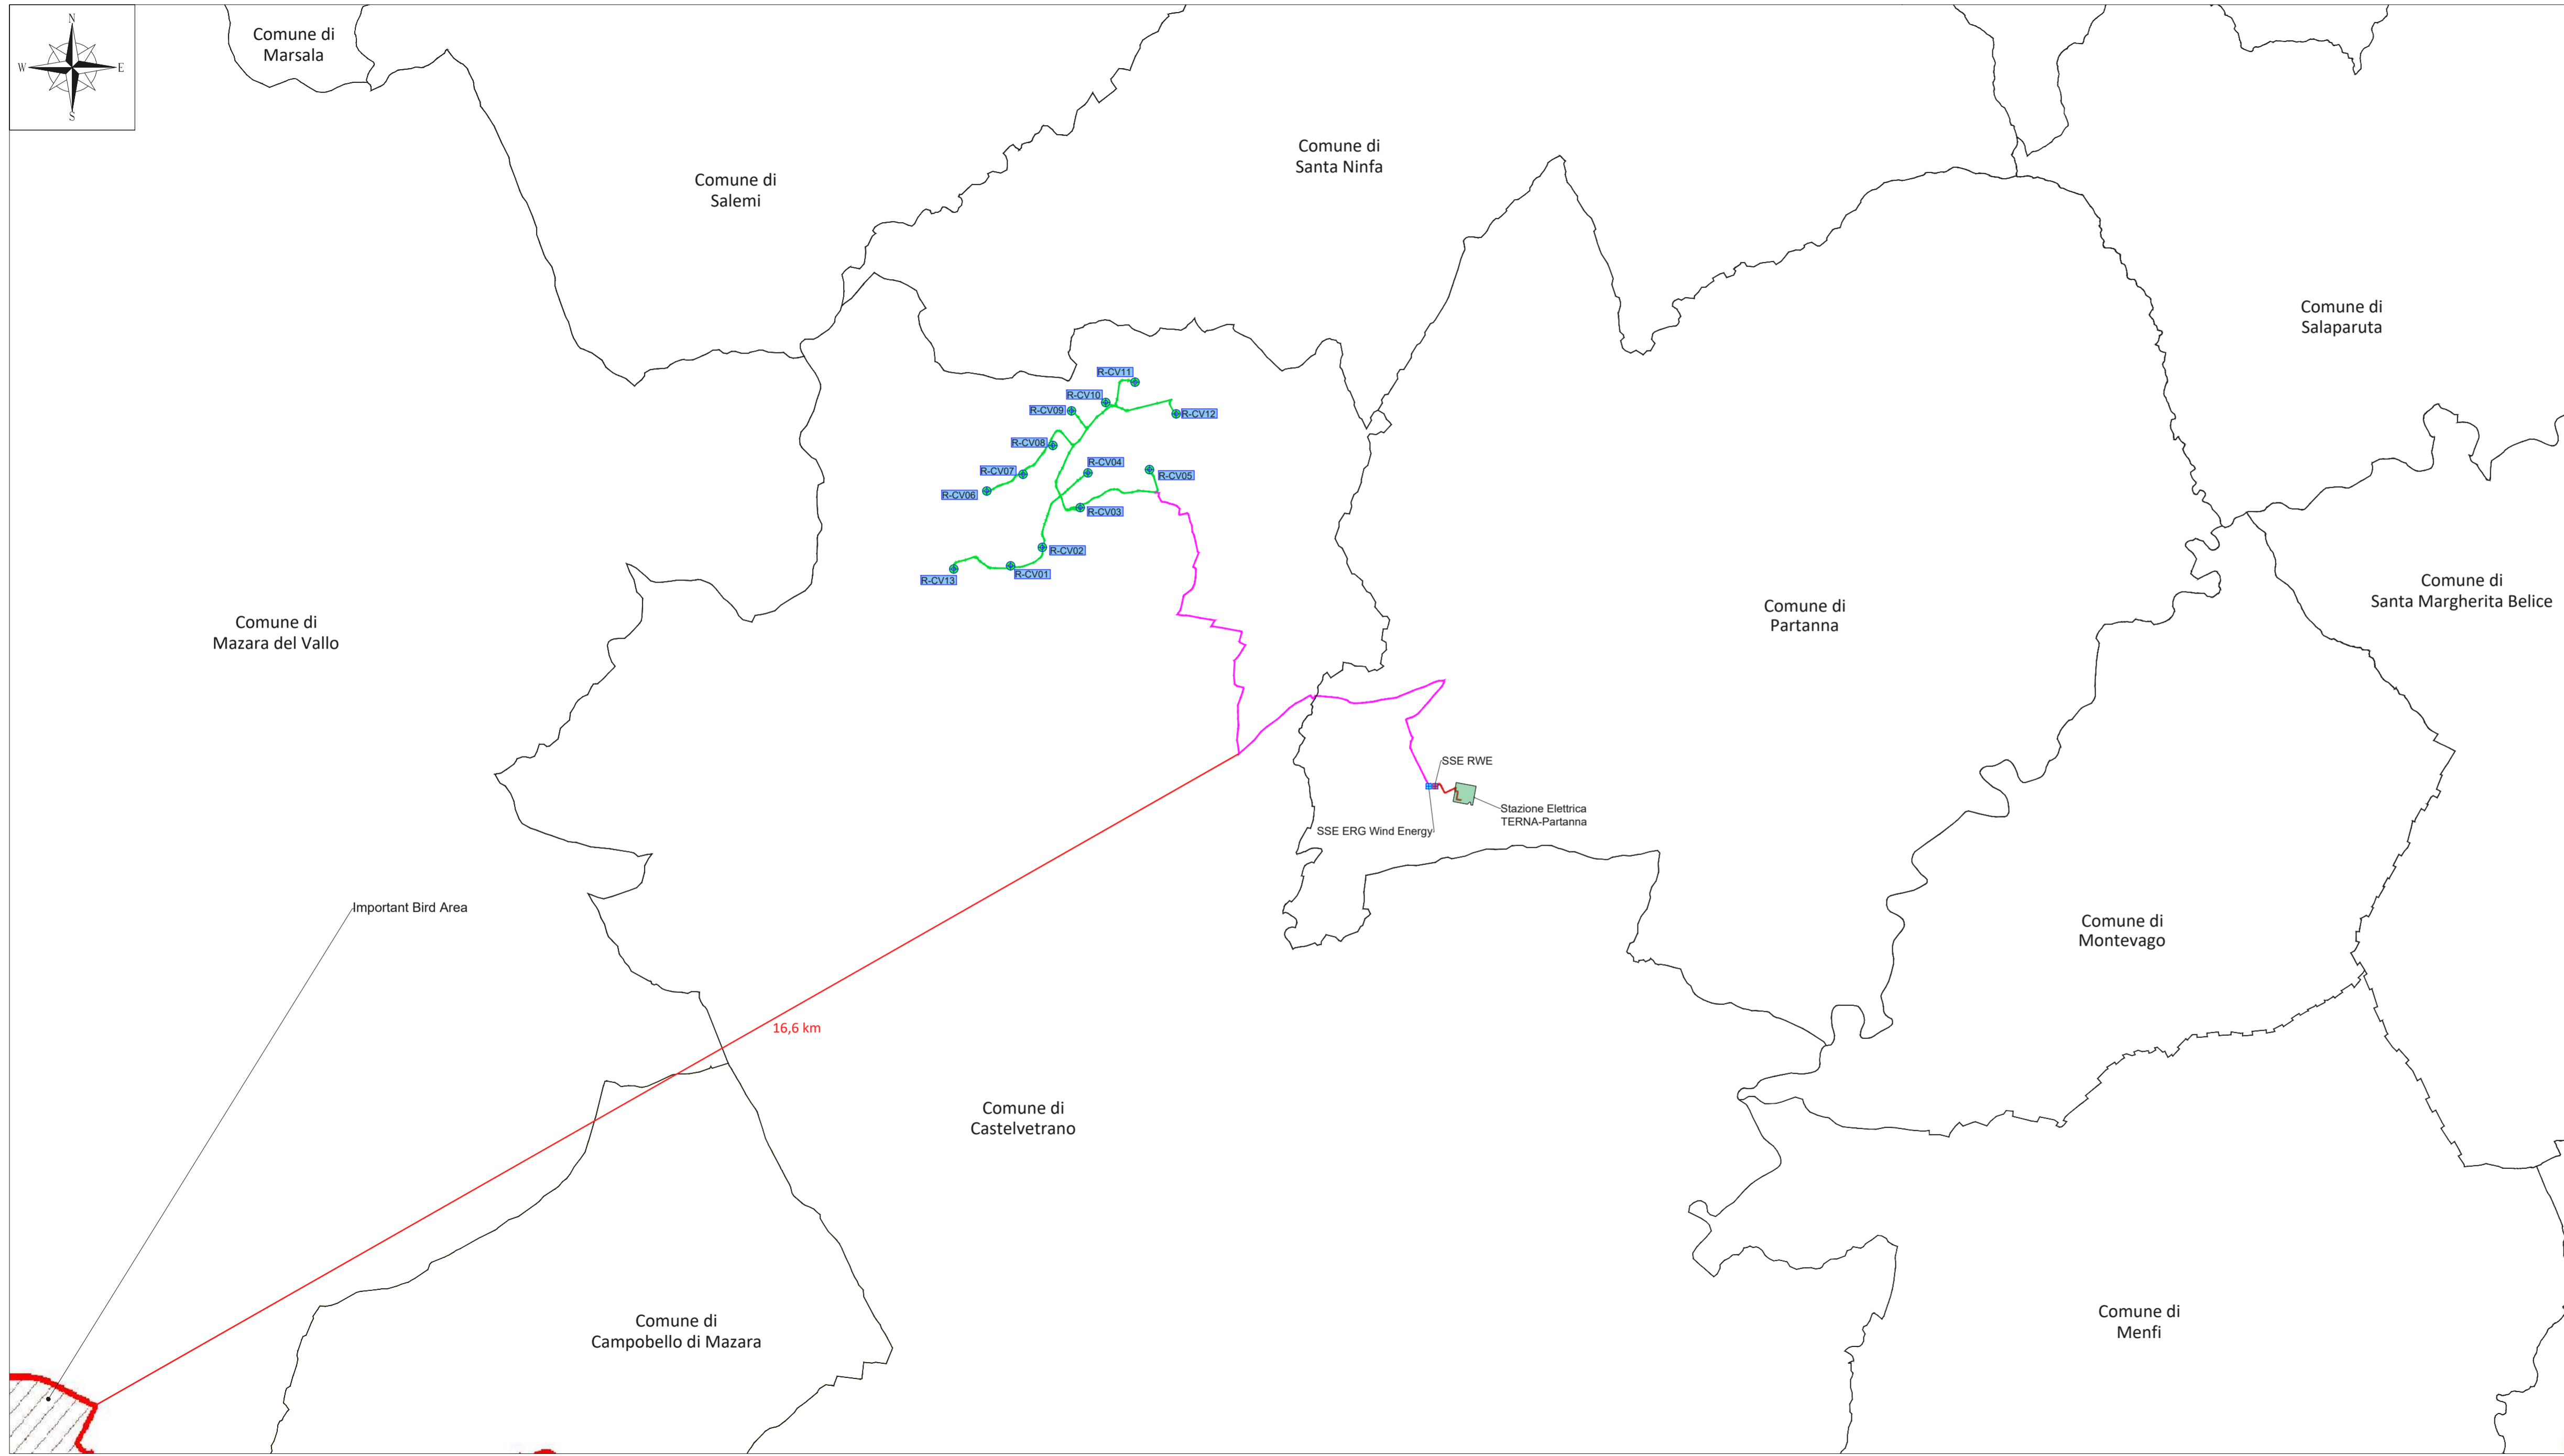 N
W
E
S
Comune di
Marsala
Comune di
Salemi
Comune di
Santa Ninfa
Comune di
Salaparuta
R-CV11
R-CV10
R-CV09
R-CV12
R-CV08
R-CV04
R-CV07
R-CV05
R-CV06
R-CV03
R-CV02
R-CV01
R-CV13
Comune di
Mazara del Vallo
Comune di
Partanna
Comune di
Santa Margherita Belice
SSE RWE
Stazione Elettrica
TERNA-Partanna
SSE ERG Wind Energy
Important Bird Area
Comune di
Montevago
16,6 km
Comune di
Castelvetrano
Comune di
Campobello di Mazara
Comune di
Menfi